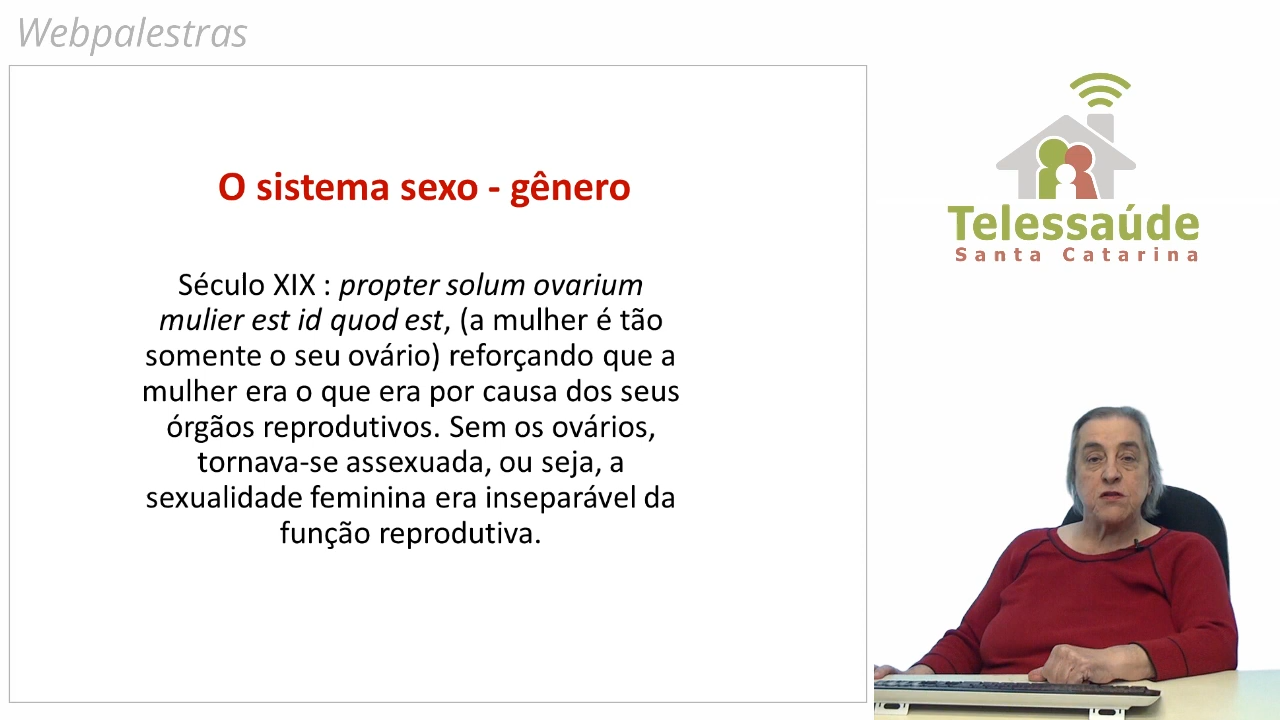 Webpalestras
O sistema sexo - gênero
Século XIX : propter solum ovarium
mulier est id quod est, (a mulher é tão
somente o seu ovário) reforçando que a
mulher era o que era por causa dos seus
órgãos reprodutivos. Sem os ovários,
tornava-se assexuada, ou seja, a
sexualidade feminina era inseparável da
função reprodutiva.
Telessaúde
Santa Catarina